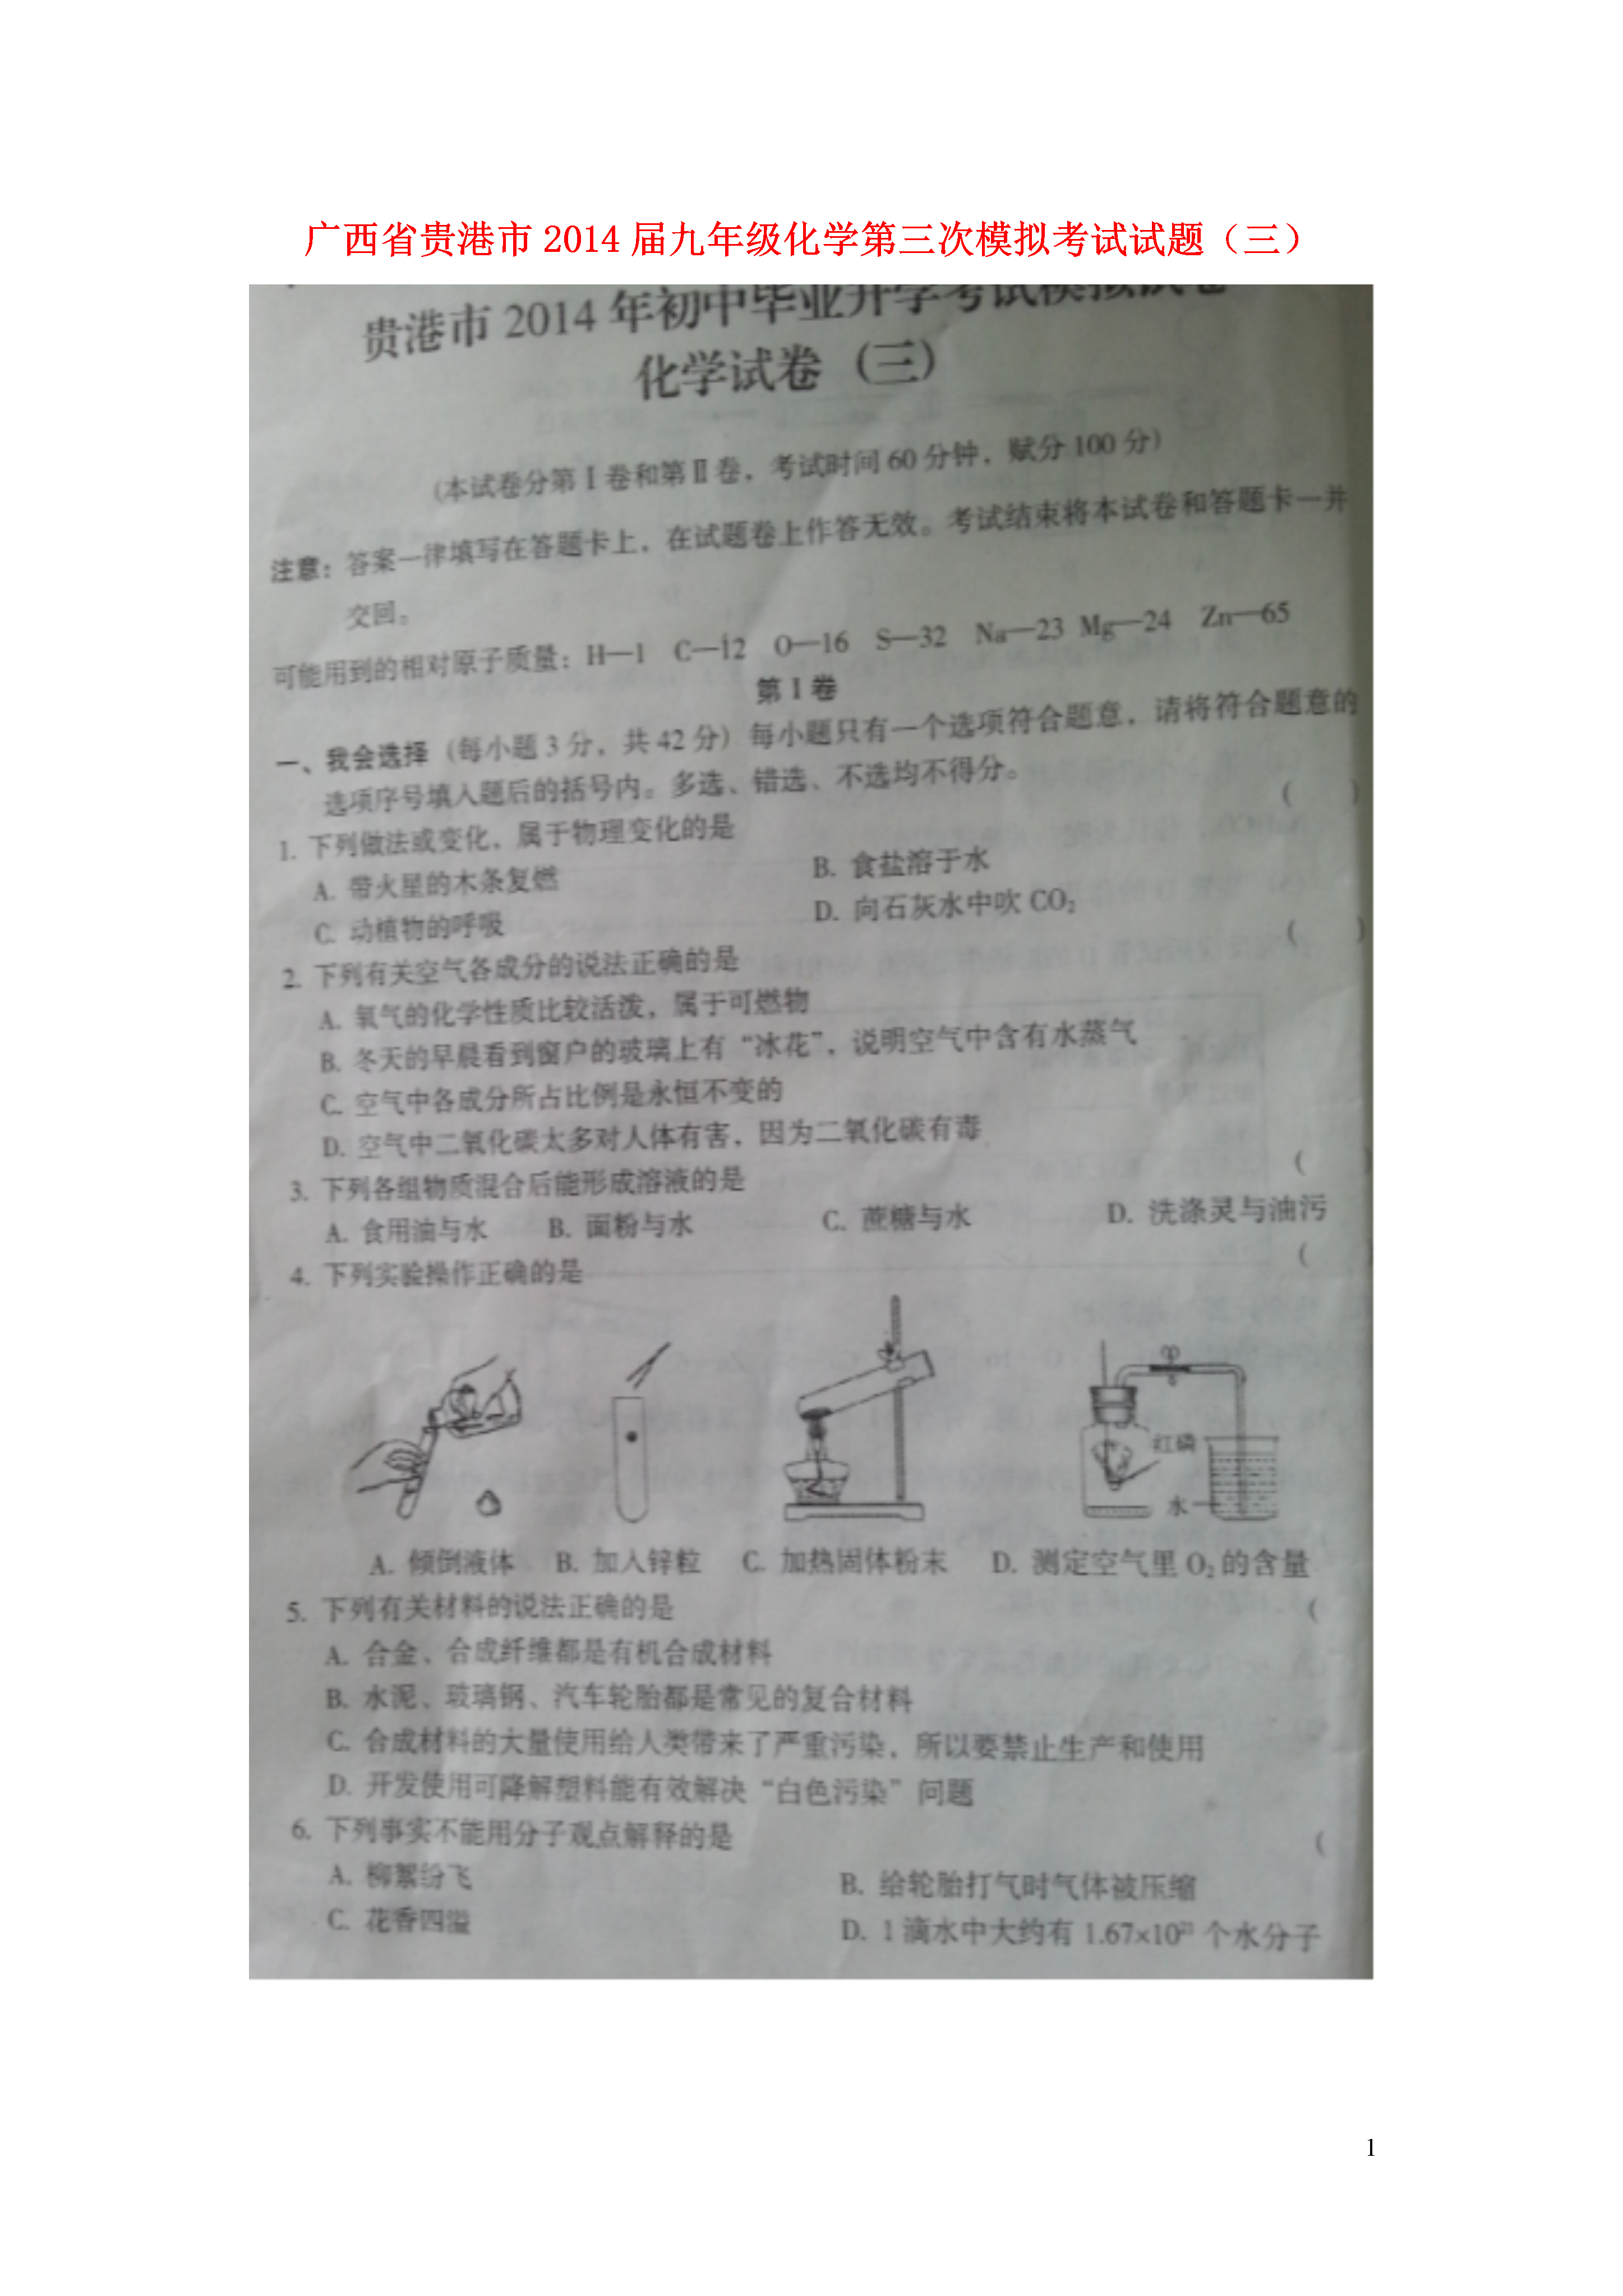 广西省贵港市 2014 届九年级化学第三次模拟考试试题（三）
贵港市 2014 年初中毕业升学考试模拟试卷
化学试卷（三）
(本试卷分第Ⅰ卷和第Ⅱ卷，考试时间 60 分钟，赋分 100 分)
注意：答案一律填写在答题卡上，在试题卷上作答无效。考试结束将本试卷和答题卡一并
交回。
可能用到的相对原子质量：H—1 C—12 O—16 S—32 Na—23 Mg—24 Zn—65
第Ⅰ卷
一、我会选择（每小题 3 分，共 42 分）每小题只有一个选项符合题意，请将符合题意的
选项序号填入题后的括号内。多选、错选、不选均不得分。
1. 下列做法或变化，属于物理变化的是 ( )
A. 带火星的木条复燃 B. 食盐溶于水
C. 动植物的呼吸 D. 向石灰水中吹 CO₂
2. 下列有关空气各成分的说法正确的是 ( )
A. 氧气的化学性质比较活泼，属于可燃物
B. 冬天的早晨看到窗户的玻璃上有“冰花”，说明空气中含有水蒸气
C. 空气中各成分所占比例是永恒不变的
D. 空气中二氧化碳太多对人体有害，因为二氧化碳有毒
3. 下列各组物质混合后能形成溶液的是 (
A. 食用油与水 B. 面粉与水 C. 蔗糖与水 D. 洗涤灵与油污
4. 下列实验操作正确的是 (
红磷
水
A. 倾倒液体 B. 加入锌粒 C. 加热固体粉末 D. 测定空气里 O₂ 的含量
5. 下列有关材料的说法正确的是 (
A. 合金、合成纤维都是有机合成材料
B. 水泥、玻璃钢、汽车轮胎都是常见的复合材料
C. 合成材料的大量使用给人类带来了严重污染，所以要禁止生产和使用
D. 开发使用可降解塑料能有效解决“白色污染”问题
6. 下列事实不能用分子观点解释的是 (
A. 柳絮纷飞 B. 给轮胎打气时气体被压缩
C. 花香四溢 D. 1 滴水中大约有 1.67×10²¹ 个水分子
1